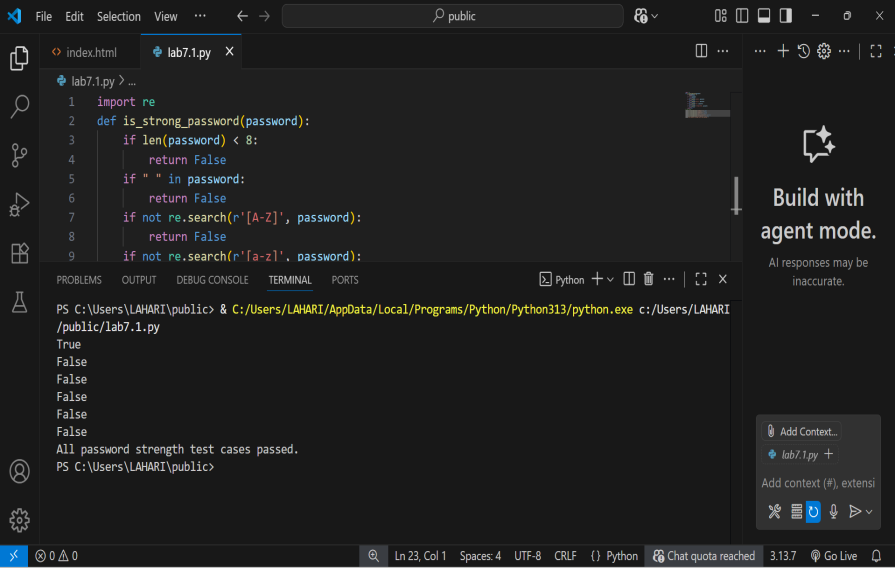 File Edit Selection View ··· public
index.html lab7.1.py
lab7.1.py > ...
1 import re
2 def is_strong_password(password):
3 if len(password) < 8:
4 return False
5 if " " in password:
6 return False
7 if not re.search(r'[A-Z]', password):
8 return False
9 if not re.search(r'[a-z]', password):
PROBLEMS OUTPUT DEBUG CONSOLE TERMINAL PORTS Python
PS C:\Users\LAHARI\public> & C:/Users/LAHARI/AppData/Local/Programs/Python/Python313/python.exe c:/Users/LAHARI
/public/lab7.1.py
True
False
False
False
False
False
All password strength test cases passed.
PS C:\Users\LAHARI\public>
Build with
agent mode.
AI responses may be
inaccurate.
Add Context...
lab7.1.py
Add context (#), extensi
0 0 Ln 23, Col 1 Spaces: 4 UTF-8 CRLF {} Python Chat quota reached 3.13.7 Go Live